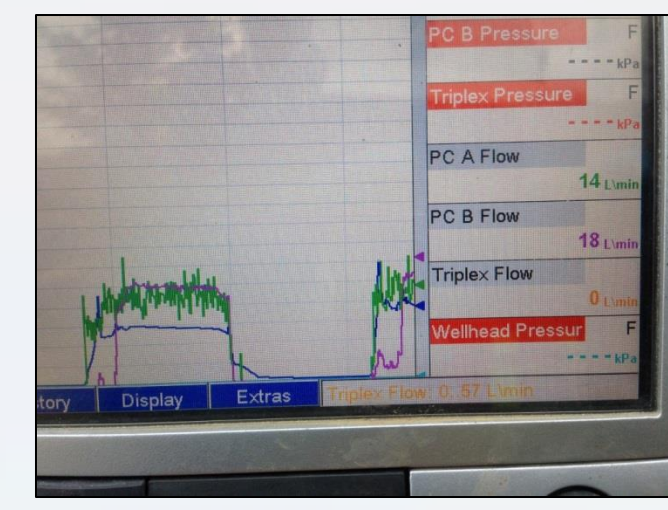 PC B Pressure F
- - - - kPa
Triplex Pressure F
- - - - kPa
PC A Flow
14 L\min
PC B Flow
18 L\min
Triplex Flow
0 L\min
Wellhead Pressur F
- - - - kPa
tory Display Extras Triplex Flow: 0, 57 L\min